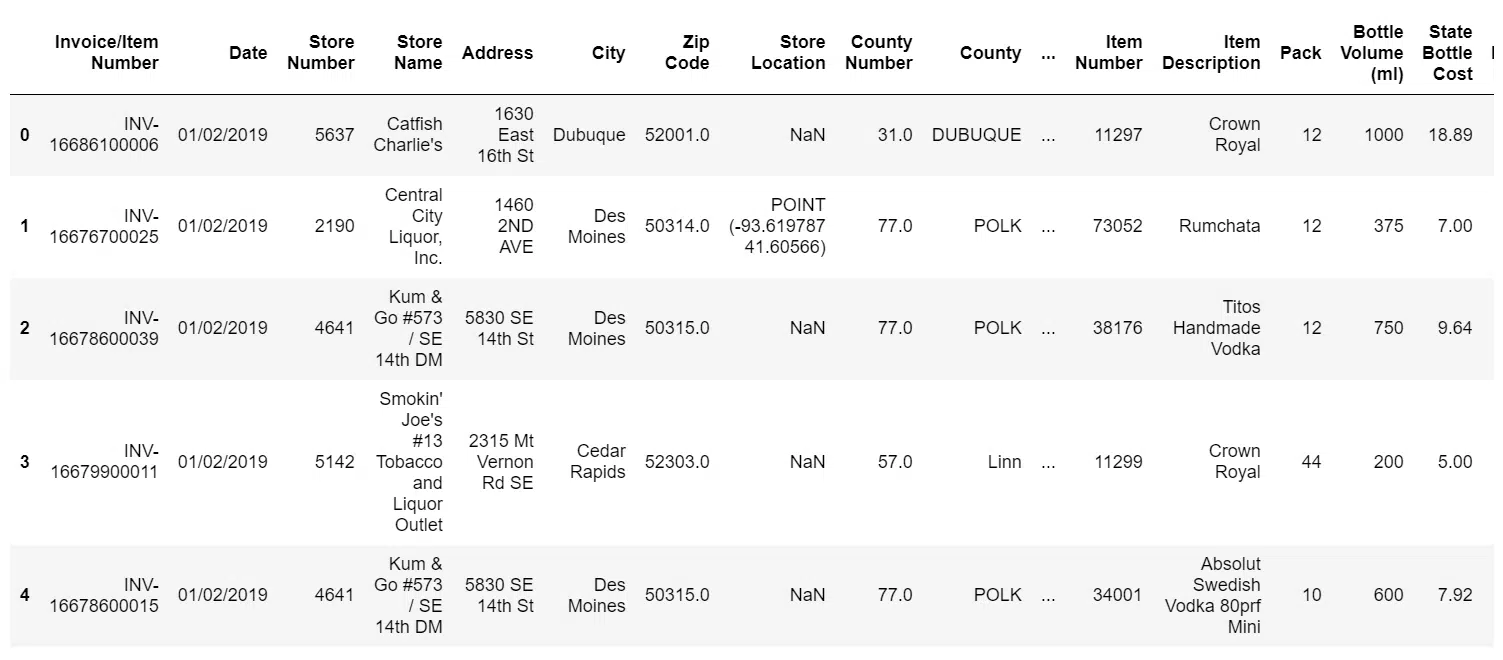 Invoice/Item Number Date Store Number Store Name Address City Zip Code Store Location County Number County ... Item Number Item Description Pack Bottle Volume (ml) State Bottle Cost
0 INV-16686100006 01/02/2019 5637 Catfish Charlie's 1630 East 16th St Dubuque 52001.0 NaN 31.0 DUBUQUE ... 11297 Crown Royal 12 1000 18.89
1 INV-16676700025 01/02/2019 2190 Central City Liquor, Inc. 1460 2ND AVE Des Moines 50314.0 POINT (-93.619787 41.60566) 77.0 POLK ... 73052 Rumchata 12 375 7.00
2 INV-16678600039 01/02/2019 4641 Kum & Go #573 / SE 14th DM 5830 SE 14th St Des Moines 50315.0 NaN 77.0 POLK ... 38176 Titos Handmade Vodka 12 750 9.64
3 INV-16679900011 01/02/2019 5142 Smokin' Joe's #13 Tobacco and Liquor Outlet 2315 Mt Vernon Rd SE Cedar Rapids 52303.0 NaN 57.0 Linn ... 11299 Crown Royal 44 200 5.00
4 INV-16678600015 01/02/2019 4641 Kum & Go #573 / SE 14th DM 5830 SE 14th St Des Moines 50315.0 NaN 77.0 POLK ... 34001 Absolut Swedish Vodka 80prf Mini 10 600 7.92